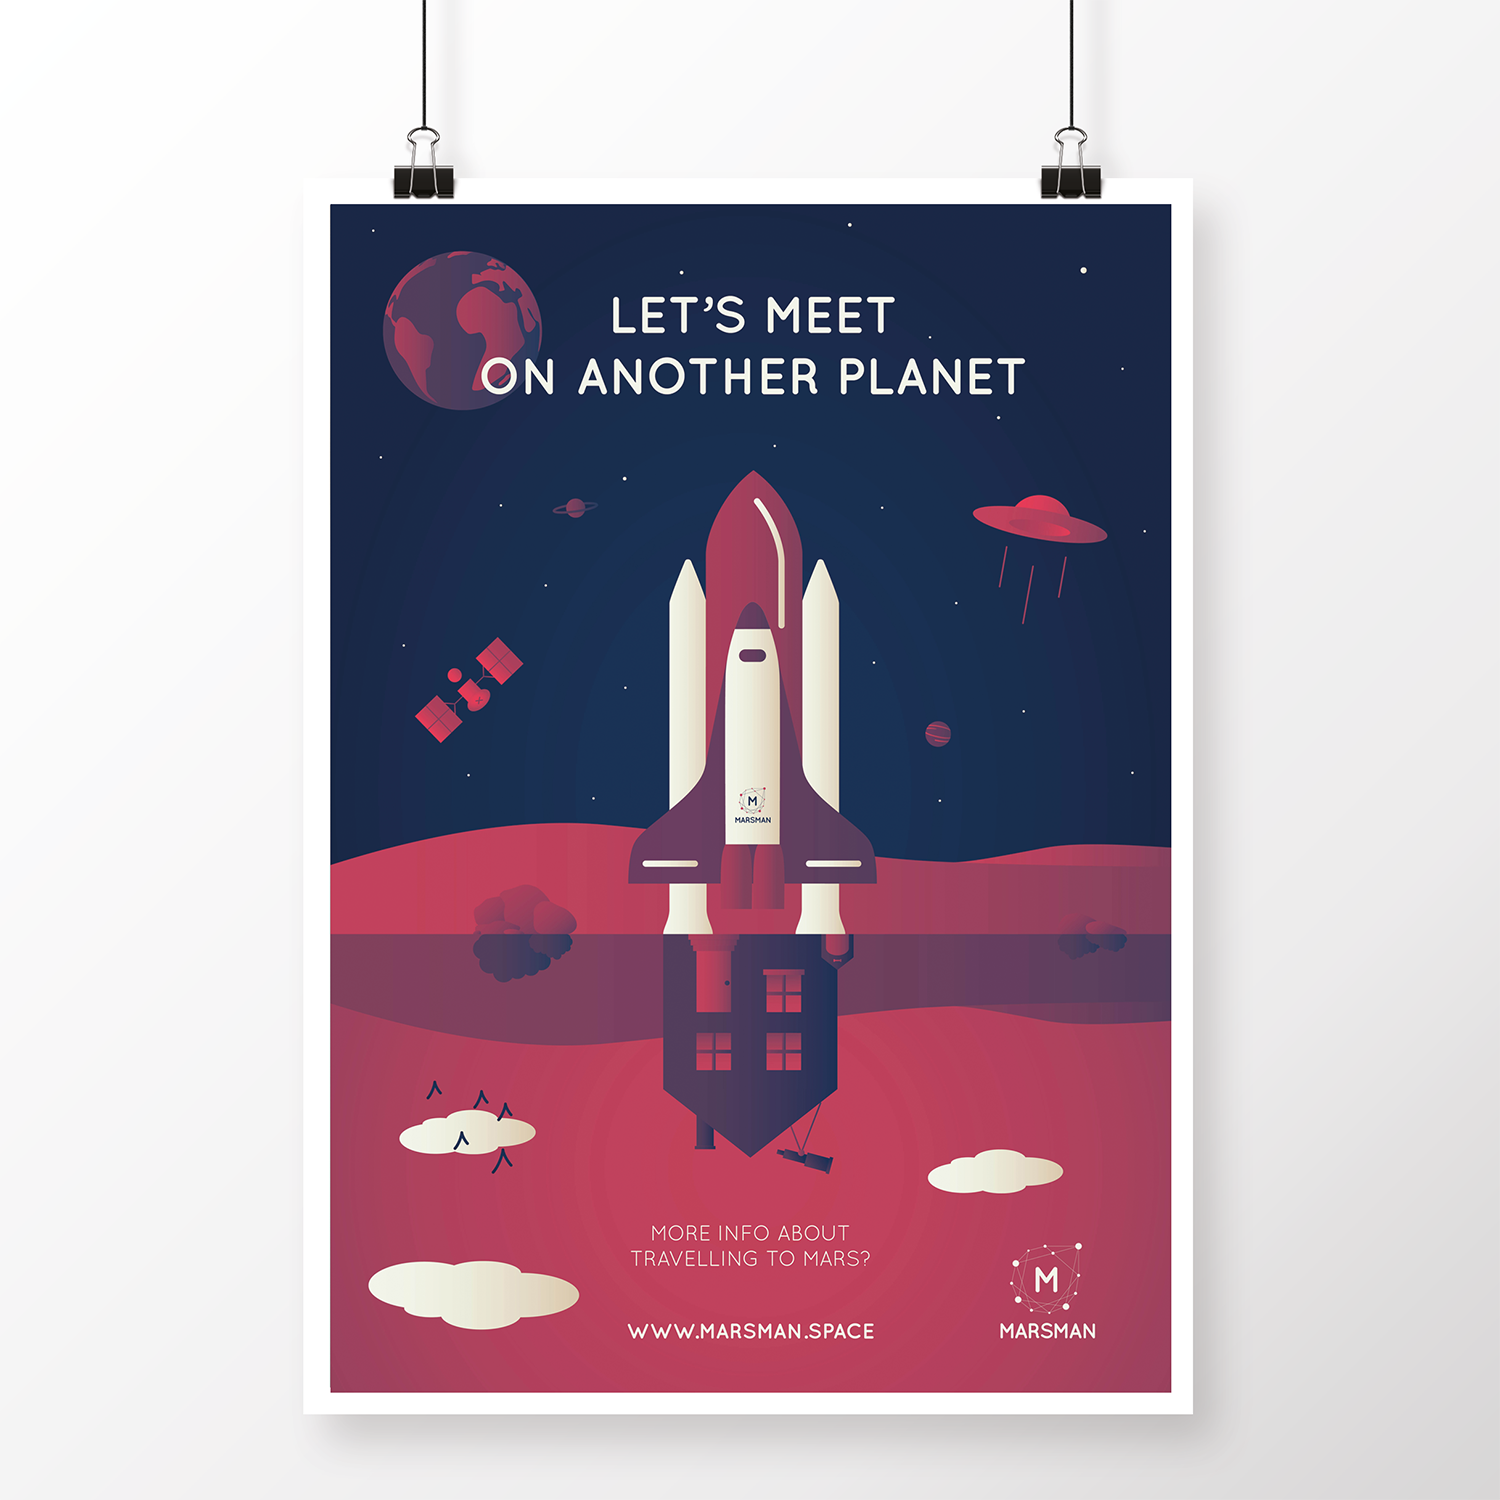 LET'S MEET
ON ANOTHER PLANET
M
MARSMAN
MORE INFO ABOUT
TRAVELLING TO MARS?
WWW.MARSMAN.SPACE
M
MARSMAN